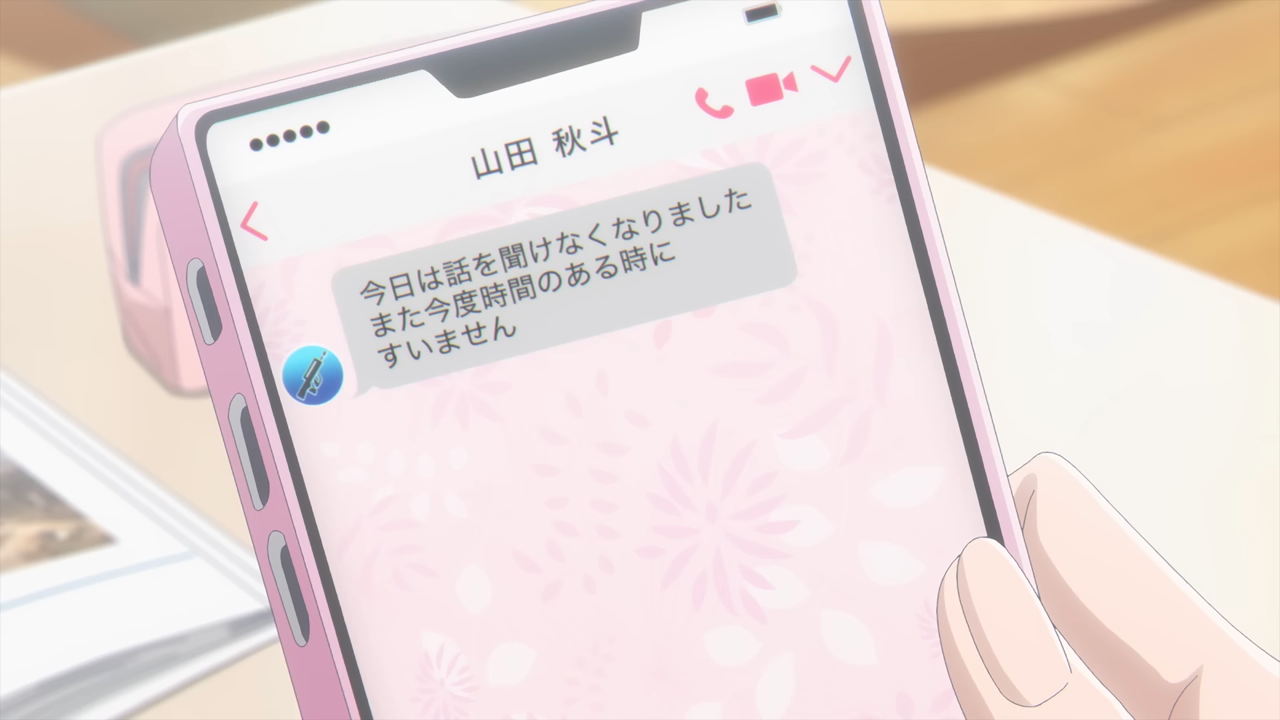 山田 秋斗
今日は話を聞けなくなりました
また今度時間のある時に
すいません